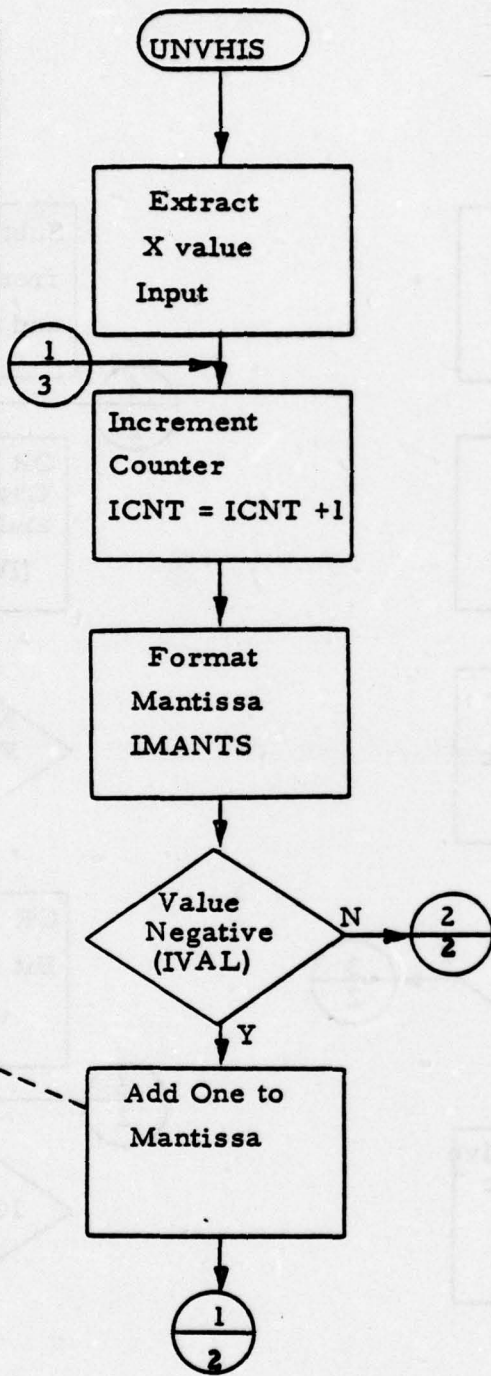 UNVHIS
Extract
X value
Input
1
3
Increment
Counter
ICNT = ICNT +1
Format
Mantissa
IMANTS
Value
Negative
(IVAL)
N
2
2
Y
Add One to
Mantissa
1
2